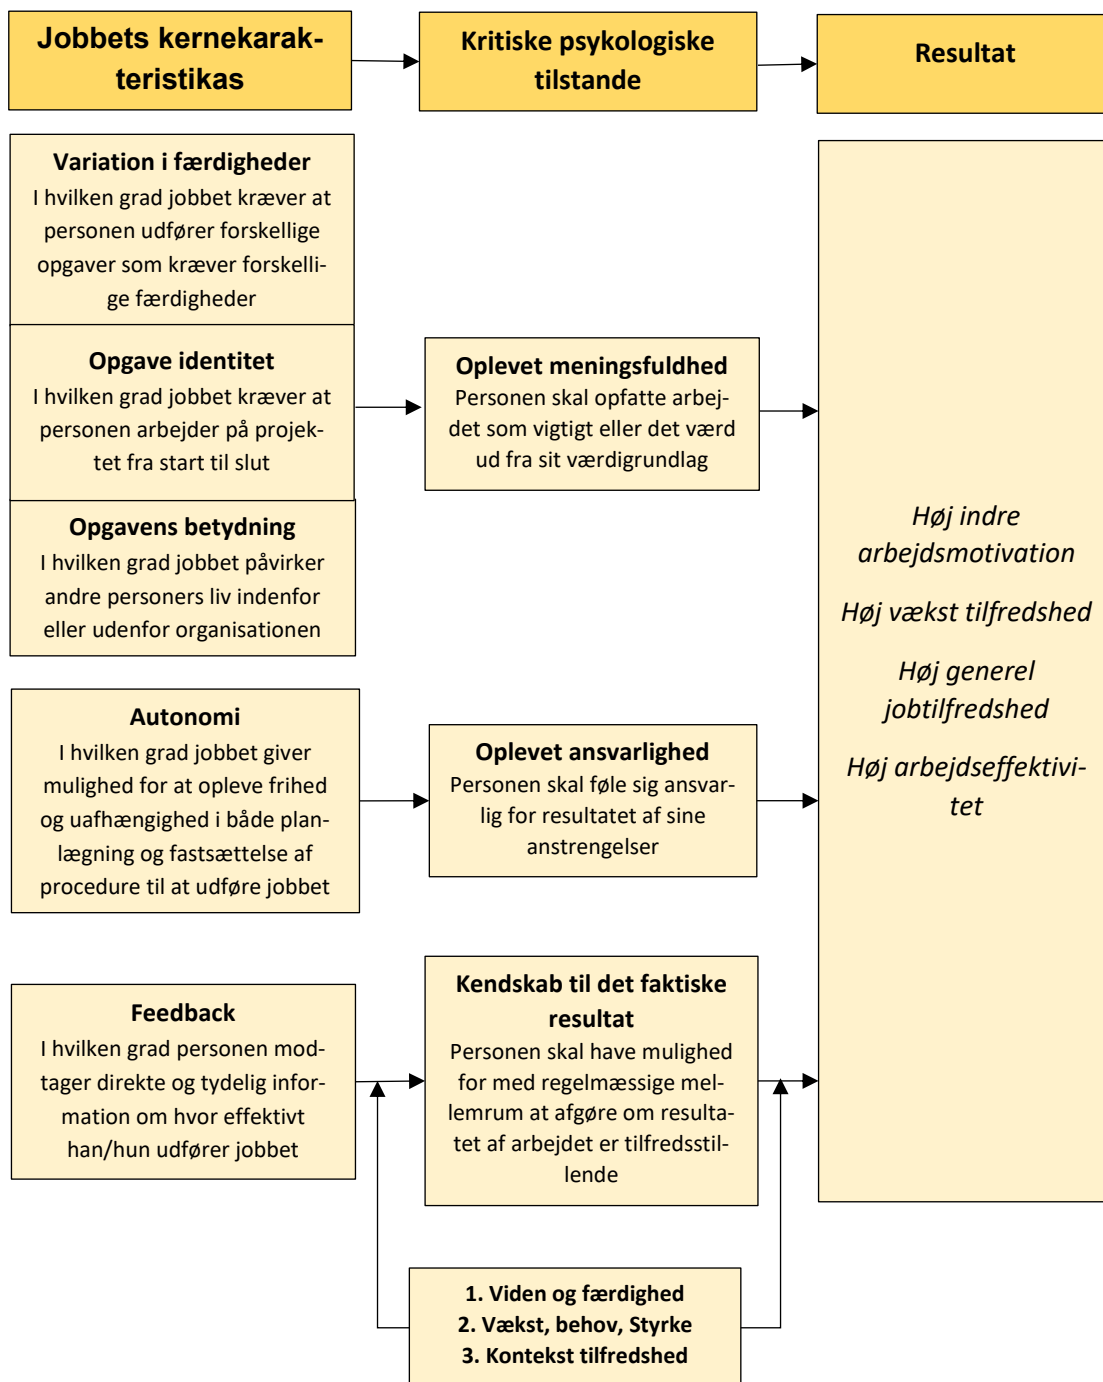 Jobbets kernekarak-
teristikas
Kritiske psykologiske
tilstande
Resultat
Variation i færdigheder
I hvilken grad jobbet kræver at
personen udfører forskellige
opgaver som kræver forskelli-
ge færdigheder
Opgave identitet
I hvilken grad jobbet kræver at
personen arbejder på projek-
tet fra start til slut
Opgavens betydning
I hvilken grad jobbet påvirker
andre personers liv indenfor
eller udenfor organisationen
Oplevet meningsfuldhed
Personen skal opfatte arbej-
det som vigtigt eller det værd
ud fra sit værdigrundlag
Autonomi
I hvilken grad jobbet giver
mulighed for at opleve frihed
og uafhængighed i både plan-
lægning og fastsættelse af
procedure til at udføre jobbet
Oplevet ansvarlighed
Personen skal føle sig ansvar-
lig for resultatet af sine
anstrengelser
Feedback
I hvilken grad personen mod-
tager direkte og tydelig infor-
mation om hvor effektivt
han/hun udfører jobbet
Kendskab til det faktiske
resultat
Personen skal have mulighed
for med regelmæssige mel-
lemrum at afgøre om resulta-
tet af arbejdet er tilfredsstil-
lende
Høj indre
arbejdsmotivation
Høj vækst tilfredshed
Høj generel
jobtilfredshed
Høj arbejdseffektivi-
tet
1. Viden og færdighed
2. Vækst, behov, Styrke
3. Kontekst tilfredshed